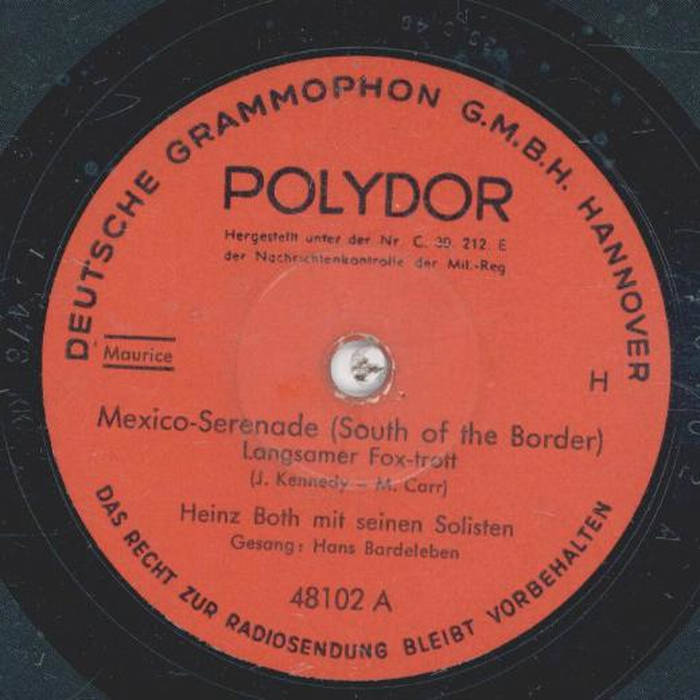 DEUTSCHE GRAMMOPHON G.M.B.H. HANNOVER
POLYDOR
Hergestellt unter der Nr. C. 39. 212. E
der Nachrichtenkontrolle der Mil.-Reg
Maurice
H
Mexico-Serenade (South of the Border)
Langsamer Fox-trott
(J. Kennedy - M. Carr)
Heinz Both mit seinen Solisten
Gesang: Hans Bardeleben
48102 A
DAS RECHT ZUR RADIOSENDUNG BLEIBT VORBEHALTEN